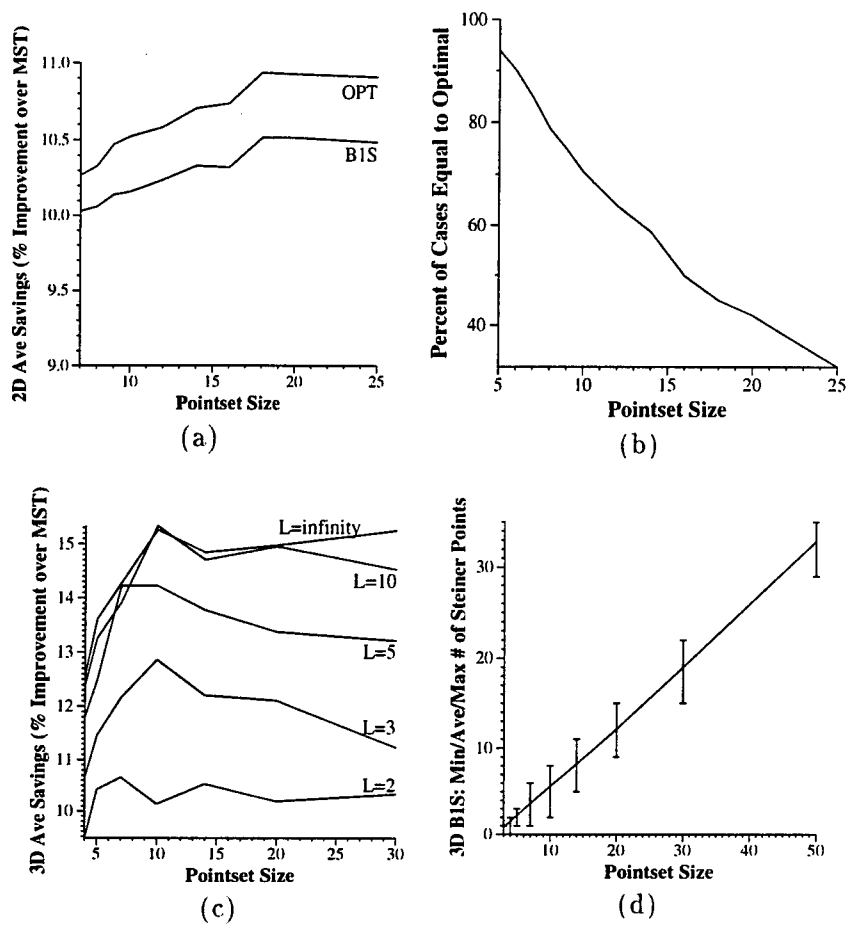 2D Ave Savings (% Improvement over MST)
11.0
10.5
10.0
9.5
9.0
OPT
B1S
10
15
20
25
Pointset Size
(a)
Percent of Cases Equal to Optimal
100
80
60
40
5
10
15
20
25
Pointset Size
(b)
3D Ave Savings (% Improvement over MST)
15
14
13
12
11
10
L=infinity
L=10
L=5
L=3
L=2
5
10
15
20
25
30
Pointset Size
(c)
3D B1S: Min/Ave/Max # of Steiner Points
30
20
10
0
10
20
30
40
50
Pointset Size
(d)